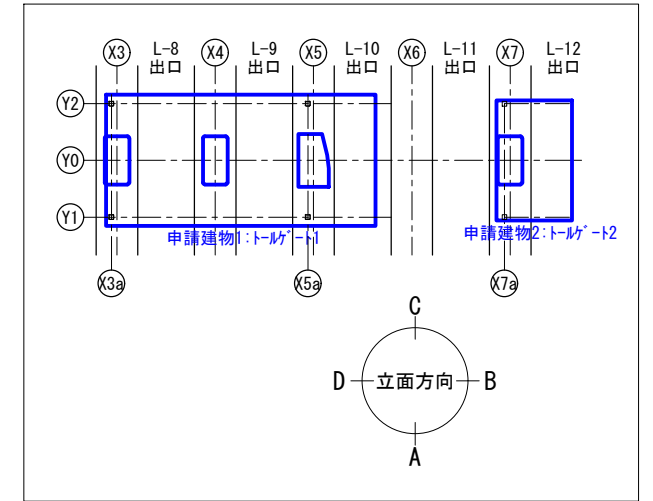 X3 L-8 X4 L-9 X5 L-10 X6 L-11 X7 L-12
出口 出口 出口 出口 出口
Y2
Y0
Y1
申請建物1:トールゲート1 申請建物2:トールゲート2
X3a X5a X7a
C
D 立面方向 B
A